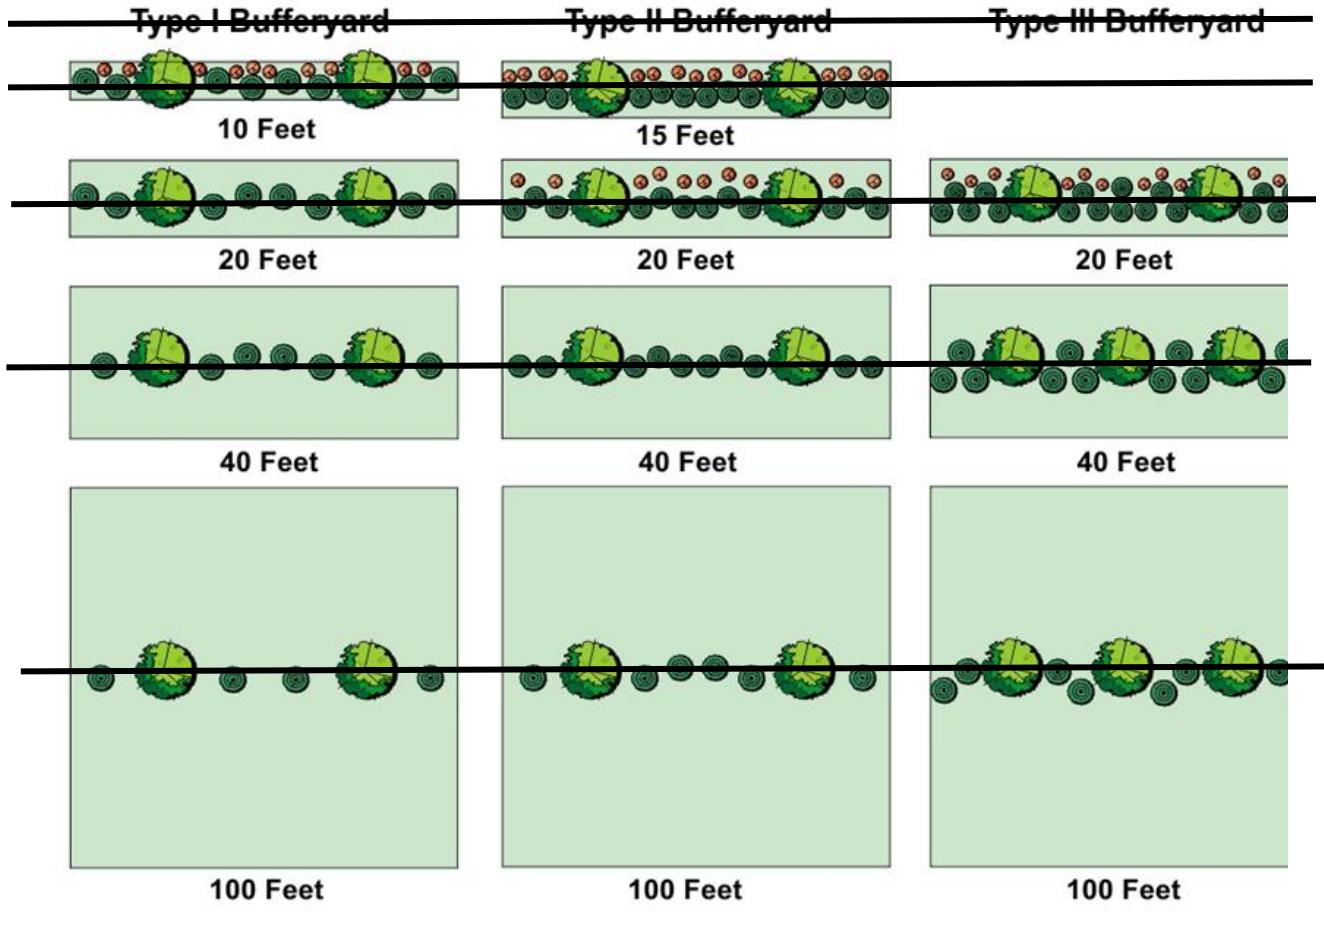 Type I Bufferyard Type II Bufferyard Type III Bufferyard
10 Feet 15 Feet
20 Feet 20 Feet 20 Feet
40 Feet 40 Feet 40 Feet
100 Feet 100 Feet 100 Feet